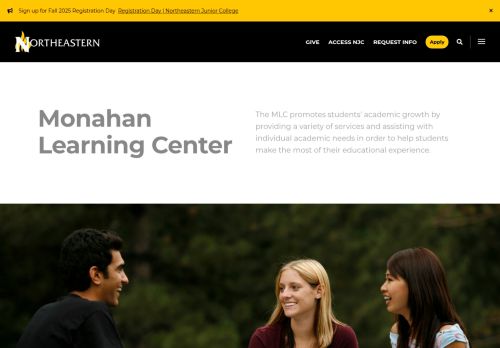 Sign up for Fall 2025 Registration Day Registration Day | Northeastern Junior College ×
NORTHEASTERN GIVE ACCESS NJC REQUEST INFO Apply
Monahan
Learning Center
The MLC promotes students' academic growth by
providing a variety of services and assisting with
individual academic needs in order to help students
make the most of their educational experience.